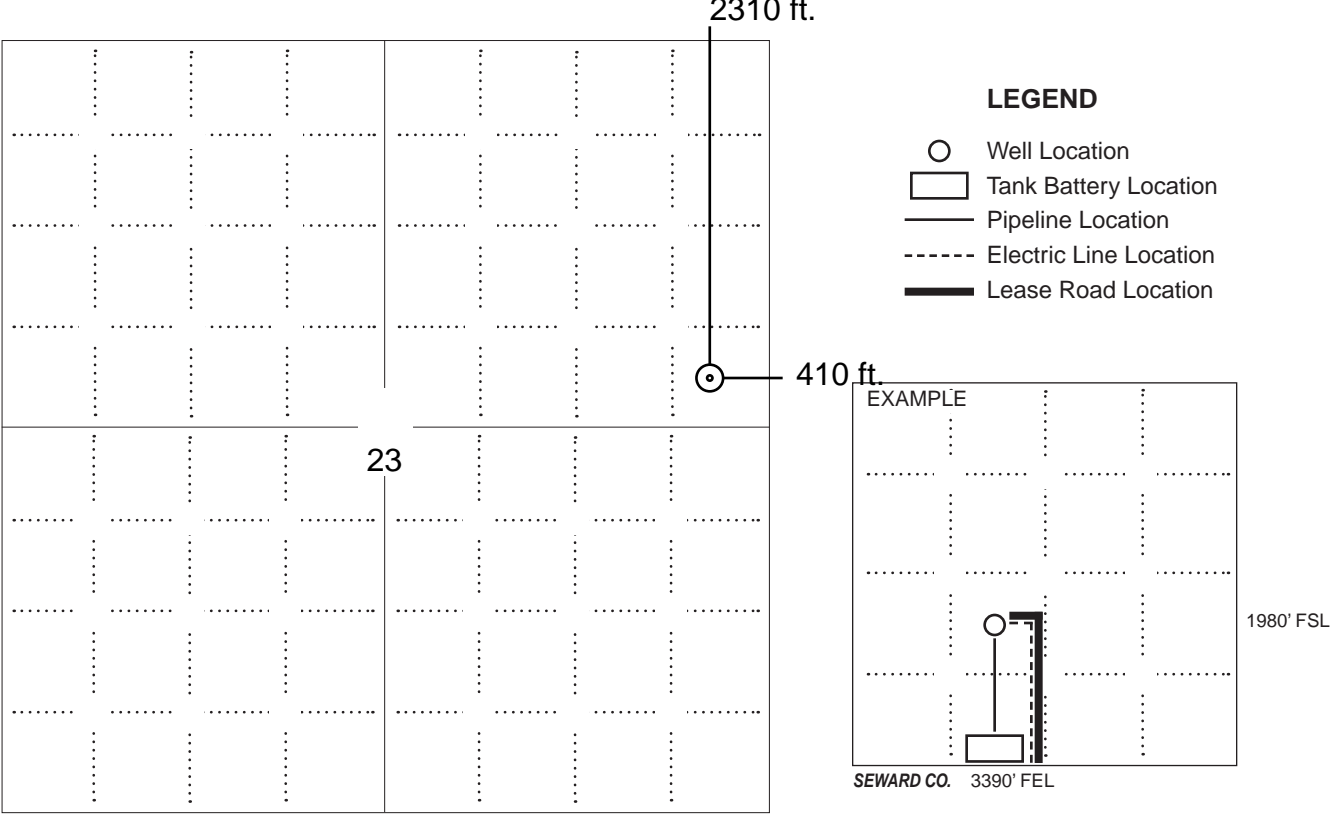 2310 ft.
LEGEND
Well Location
Tank Battery Location
Pipeline Location
Electric Line Location
Lease Road Location
410 ft.
EXAMPLE
23
1980’ FSL
SEWARD CO. 3390’ FEL